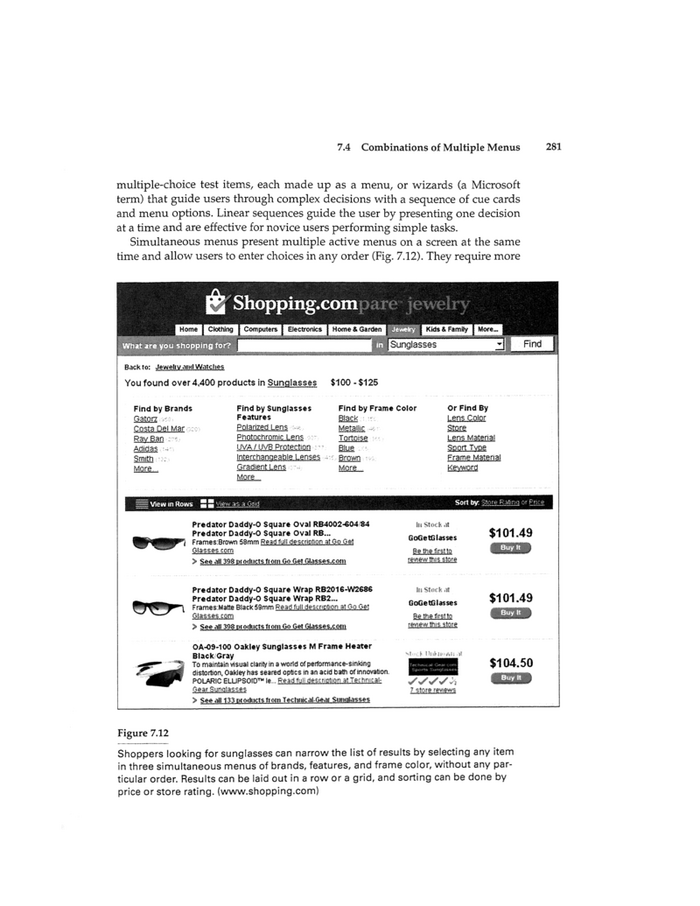 7.4 Combinations of Multiple Menus 281
multiple-choice test items, each made up as a menu, or wizards (a Microsoft
term) that guide users through complex decisions with a sequence of cue cards
and menu options. Linear sequences guide the user by presenting one decision
at a time and are effective for novice users performing simple tasks.
Simultaneous menus present multiple active menus on a screen at the same
time and allow users to enter choices in any order (Fig. 7.12). They require more
Shopping.compare jewelry
Home Clothing Computers Electronics Home & Garden Jewelry Kids & Family More...
What are you shopping for? in Sunglasses Find
Back to: Jewelry and Watches
You found over 4,400 products in Sunglasses $100 - $125
Find by Brands
Gatorz
Costa Del Mar
Ray Ban
Adidas
Smith
More...
Find by Sunglasses
Features
Polarized Lens
Photochromic Lens
UVA / UVB Protection
Interchangeable Lenses
Gradient Lens
More...
Find by Frame Color
Black
Metallic
Tortoise
Blue
Brown
More...
Or Find By
Lens Color
Store
Lens Material
Sport Type
Frame Material
Keyword
View in Rows View as a Grid Sort by: Store Rating or Price
Predator Daddy-O Square Oval RB4002-604/84
Predator Daddy-O Square Oval RB...
Frames:Brown 58mm Read full description at Go Get
Glasses.com
> See all 398 products from Go Get Glasses.com
In Stock at
GoGetGlasses
Be the first to
review this store
$101.49
Buy It
Predator Daddy-O Square Wrap RB2016-W2686
Predator Daddy-O Square Wrap RB2...
Frames:Matte Black 59mm Read full description at Go Get
Glasses.com
> See all 398 products from Go Get Glasses.com
In Stock at
GoGetGlasses
Be the first to
review this store
$101.49
Buy It
OA-09-100 Oakley Sunglasses M Frame Heater
Black/Gray
To maintain visual clarity in a world of performance-sinking
distortion, Oakley has seared optics in an acid bath of innovation.
POLARIC ELLIPSOID™ le... Read full description at Technical-
Gear Sunglasses
> See all 133 products from Technical-Gear Sunglasses
Stock Unknown at
Technical-Gear.com
Sports Sunglasses
7 store reviews
$104.50
Buy It
Figure 7.12
Shoppers looking for sunglasses can narrow the list of results by selecting any item
in three simultaneous menus of brands, features, and frame color, without any par-
ticular order. Results can be laid out in a row or a grid, and sorting can be done by
price or store rating. (www.shopping.com)